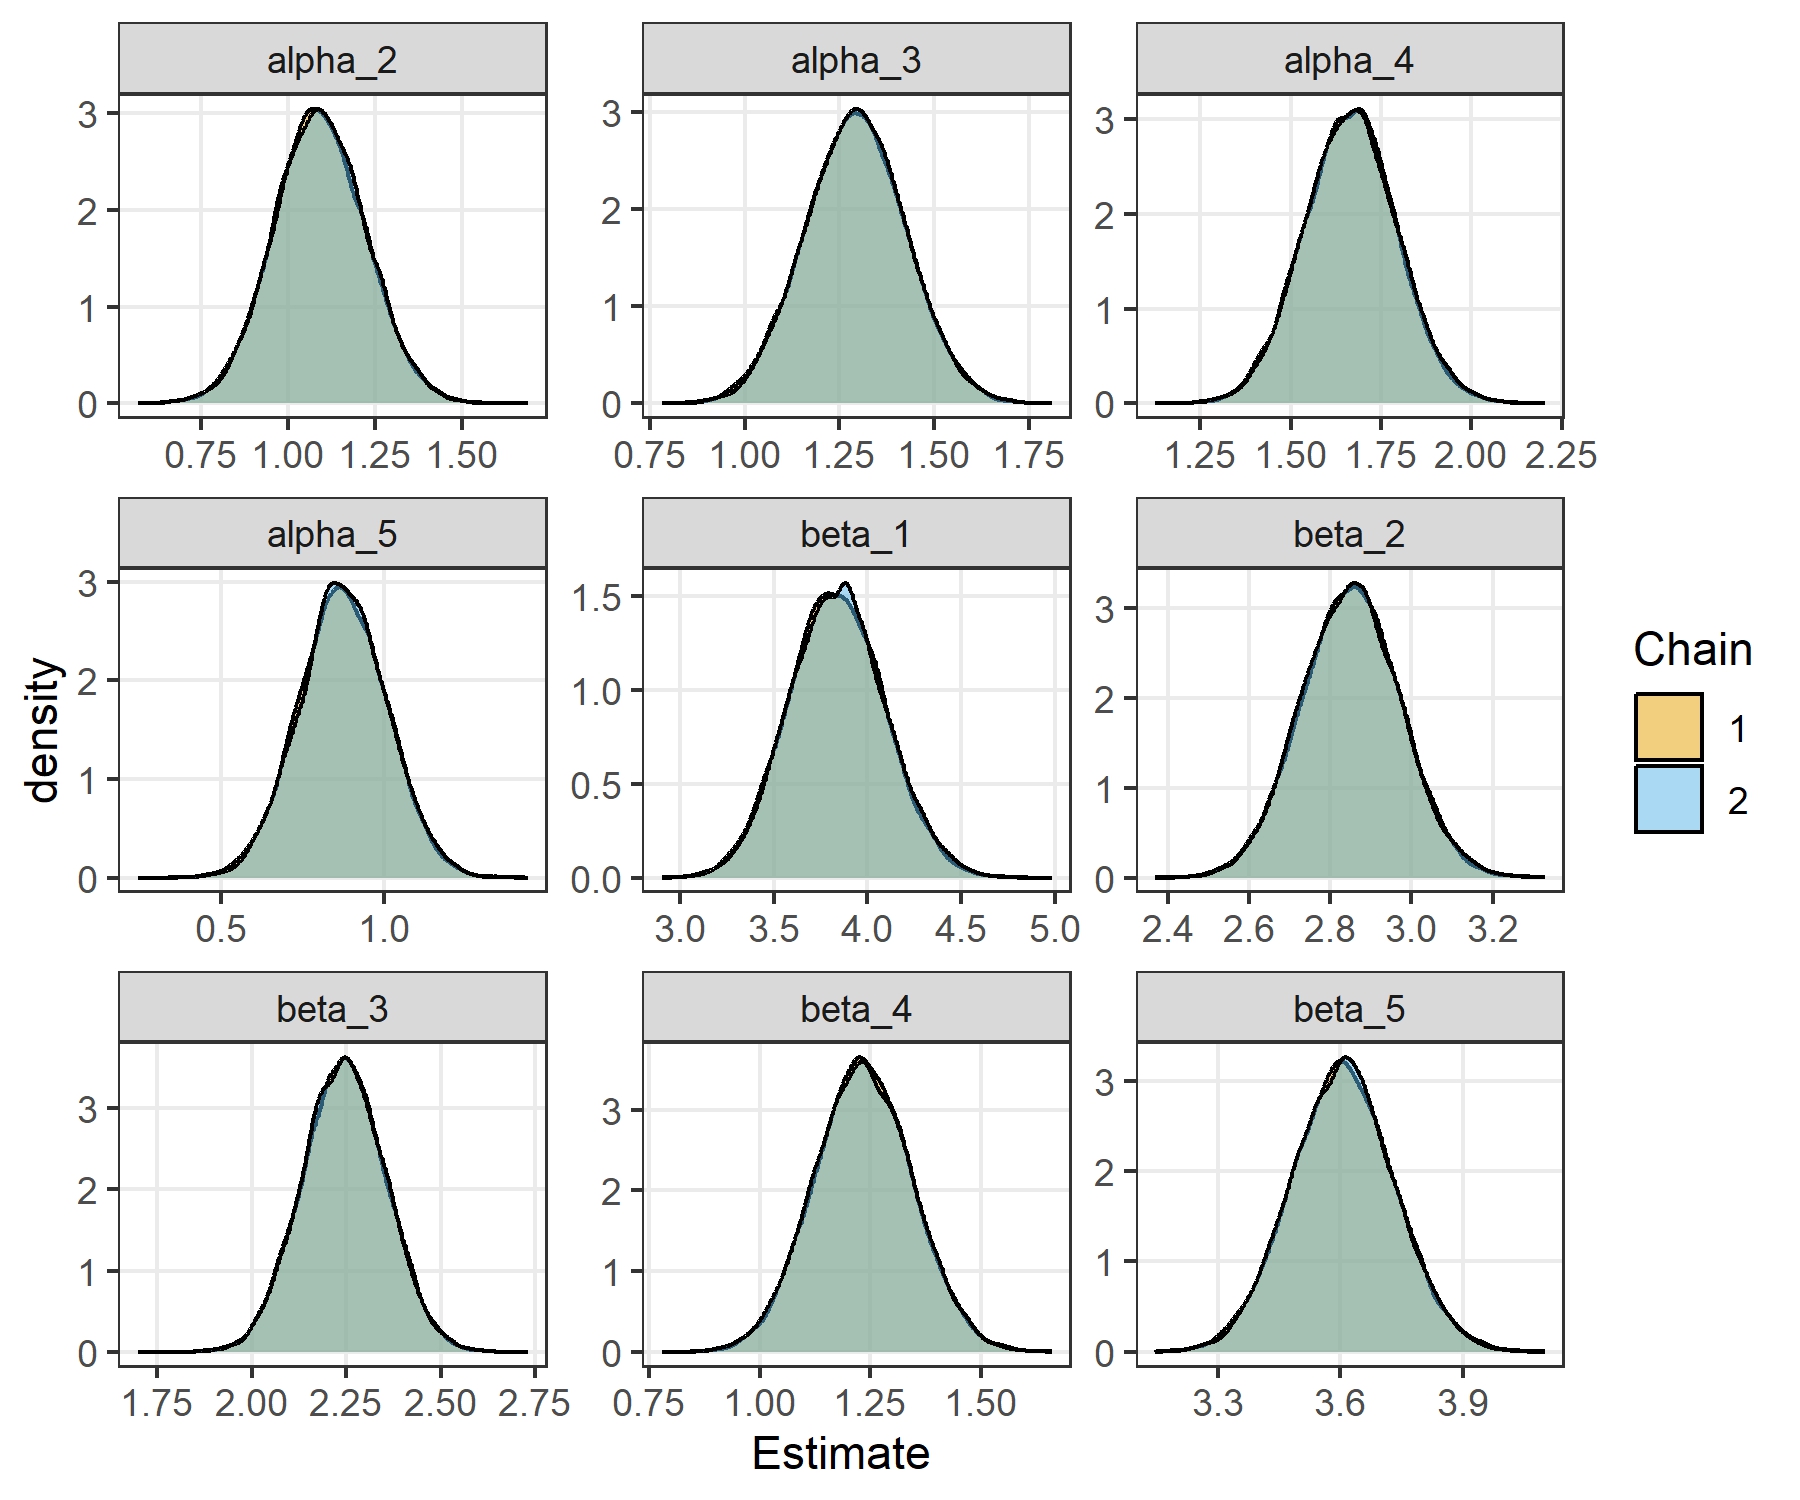 alpha_2 alpha_3 alpha_4
3 3 3
2 2 2
1 1 1
0 0 0
0.75 1.00 1.25 1.50 0.75 1.00 1.25 1.50 1.75 1.25 1.50 1.75 2.00 2.25
alpha_5 beta_1 beta_2
3 1.5 3
2 1.0 2
1 0.5 1
0 0.0 0
0.5 1.0 3.0 3.5 4.0 4.5 5.0 2.4 2.6 2.8 3.0 3.2
beta_3 beta_4 beta_5
3 3 3
2 2 2
1 1 1
0 0 0
1.75 2.00 2.25 2.50 2.75 0.75 1.00 1.25 1.50 3.3 3.6 3.9
density
Estimate
Chain
1
2